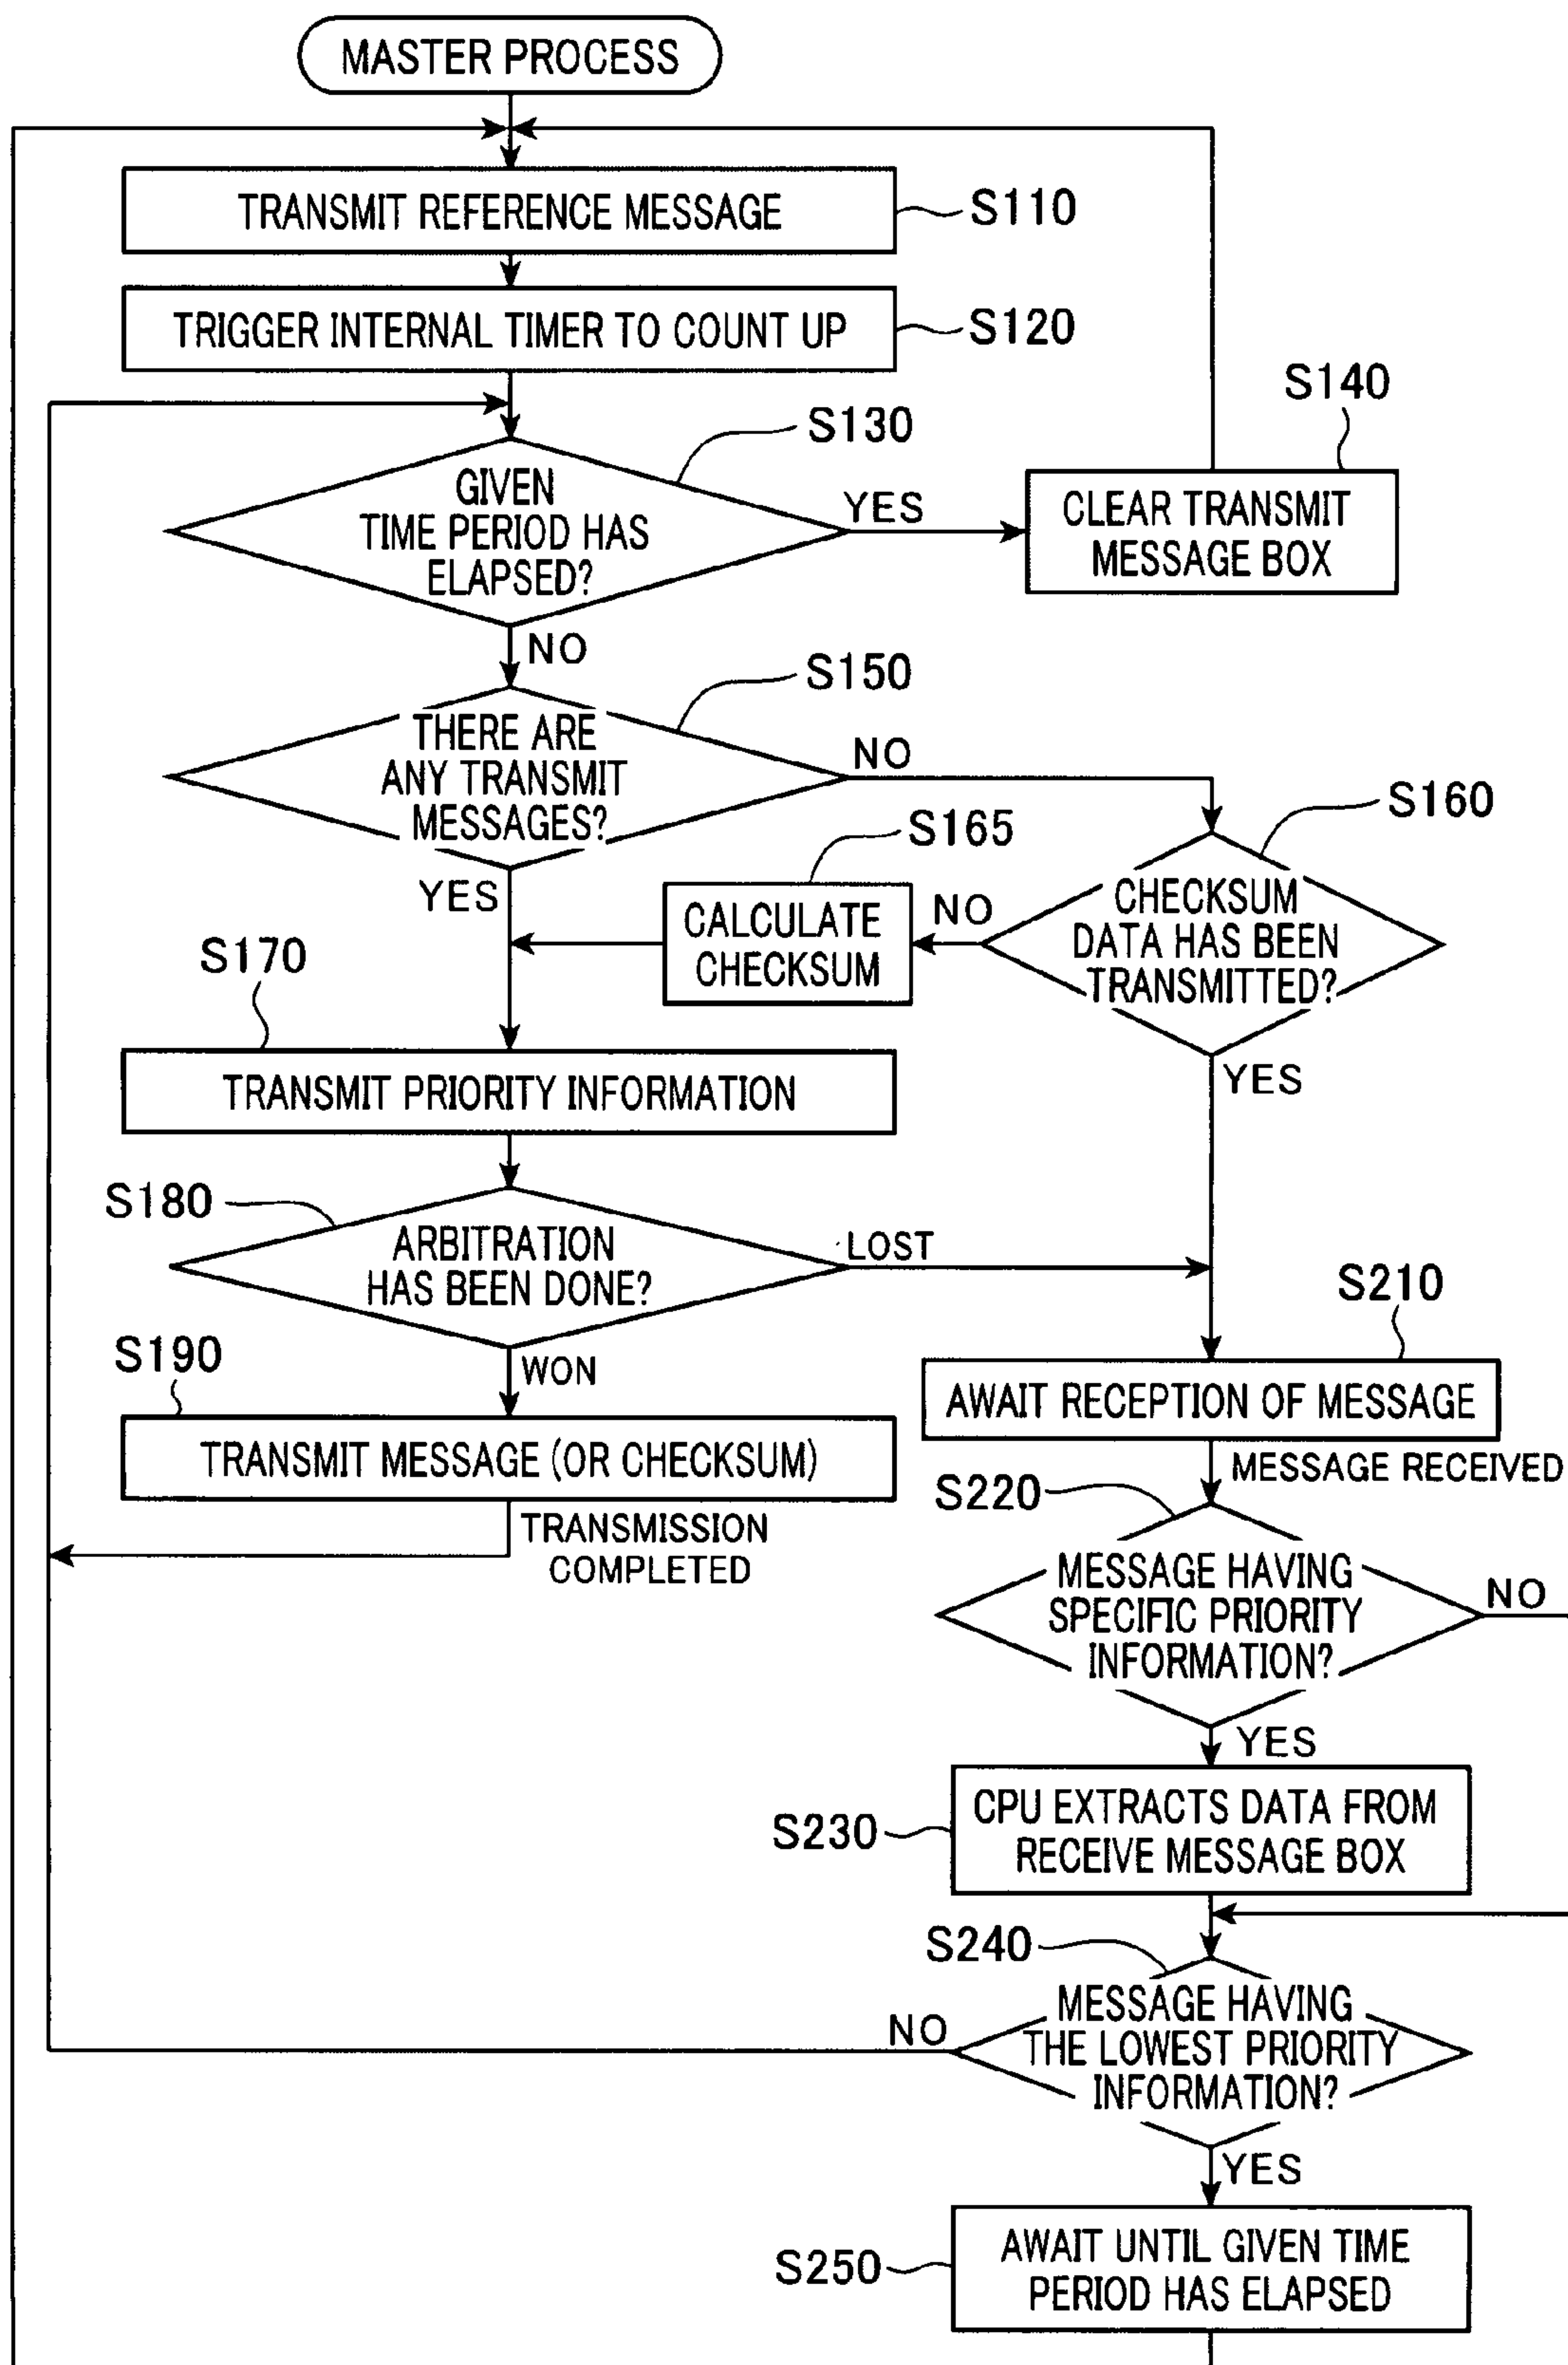 MASTER PROCESS
TRANSMIT REFERENCE MESSAGE
S110
TRIGGER INTERNAL TIMER TO COUNT UP
S120
S130
GIVEN
TIME PERIOD HAS
ELAPSED?
YES
S140
CLEAR TRANSMIT
MESSAGE BOX
NO
S150
THERE ARE
ANY TRANSMIT
MESSAGES?
NO
S160
CHECKSUM
DATA HAS BEEN
TRANSMITTED?
NO
S165
CALCULATE
CHECKSUM
YES
YES
S170
TRANSMIT PRIORITY INFORMATION
S180
ARBITRATION
HAS BEEN DONE?
LOST
WON
S190
TRANSMIT MESSAGE (OR CHECKSUM)
TRANSMISSION
COMPLETED
S210
AWAIT RECEPTION OF MESSAGE
MESSAGE RECEIVED
S220
MESSAGE HAVING
SPECIFIC PRIORITY
INFORMATION?
NO
YES
S230
CPU EXTRACTS DATA FROM
RECEIVE MESSAGE BOX
S240
MESSAGE HAVING
THE LOWEST PRIORITY
INFORMATION?
NO
YES
S250
AWAIT UNTIL GIVEN TIME
PERIOD HAS ELAPSED